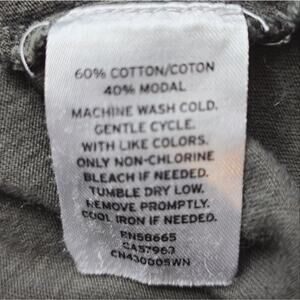 60% COTTON/COTON
40% MODAL
MACHINE WASH COLD.
GENTLE CYCLE.
WITH LIKE COLORS.
ONLY NON-CHLORINE
BLEACH IF NEEDED.
TUMBLE DRY LOW.
REMOVE PROMPTLY.
COOL IRON IF NEEDED.
RN58665
CA57963
CN430005WN